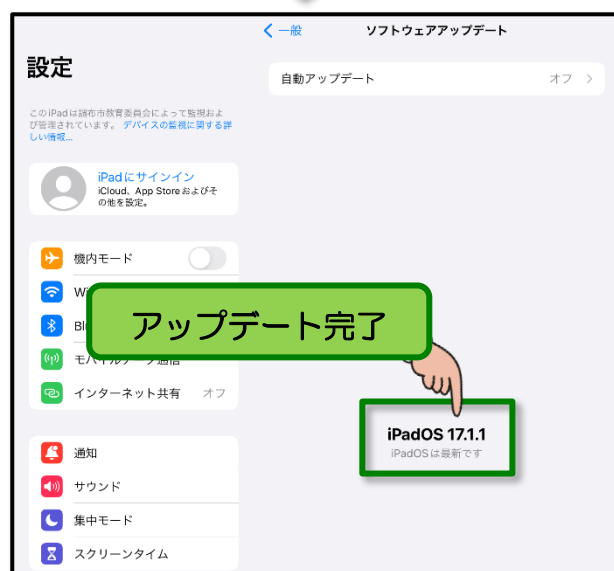 一般
ソフトウェアアップデート
設定
自動アップデート
オフ
このiPadは調布市教育委員会によって監視およ
び管理されています。デバイスの監視に関する詳
しい情報...
iPadにサインイン
iCloud、App Storeおよびそ
の他を設定。
機内モード
アップデート完了
インターネット共有
オフ
iPadOS 17.1.1
iPadOSは最新です
通知
サウンド
集中モード
スクリーンタイム